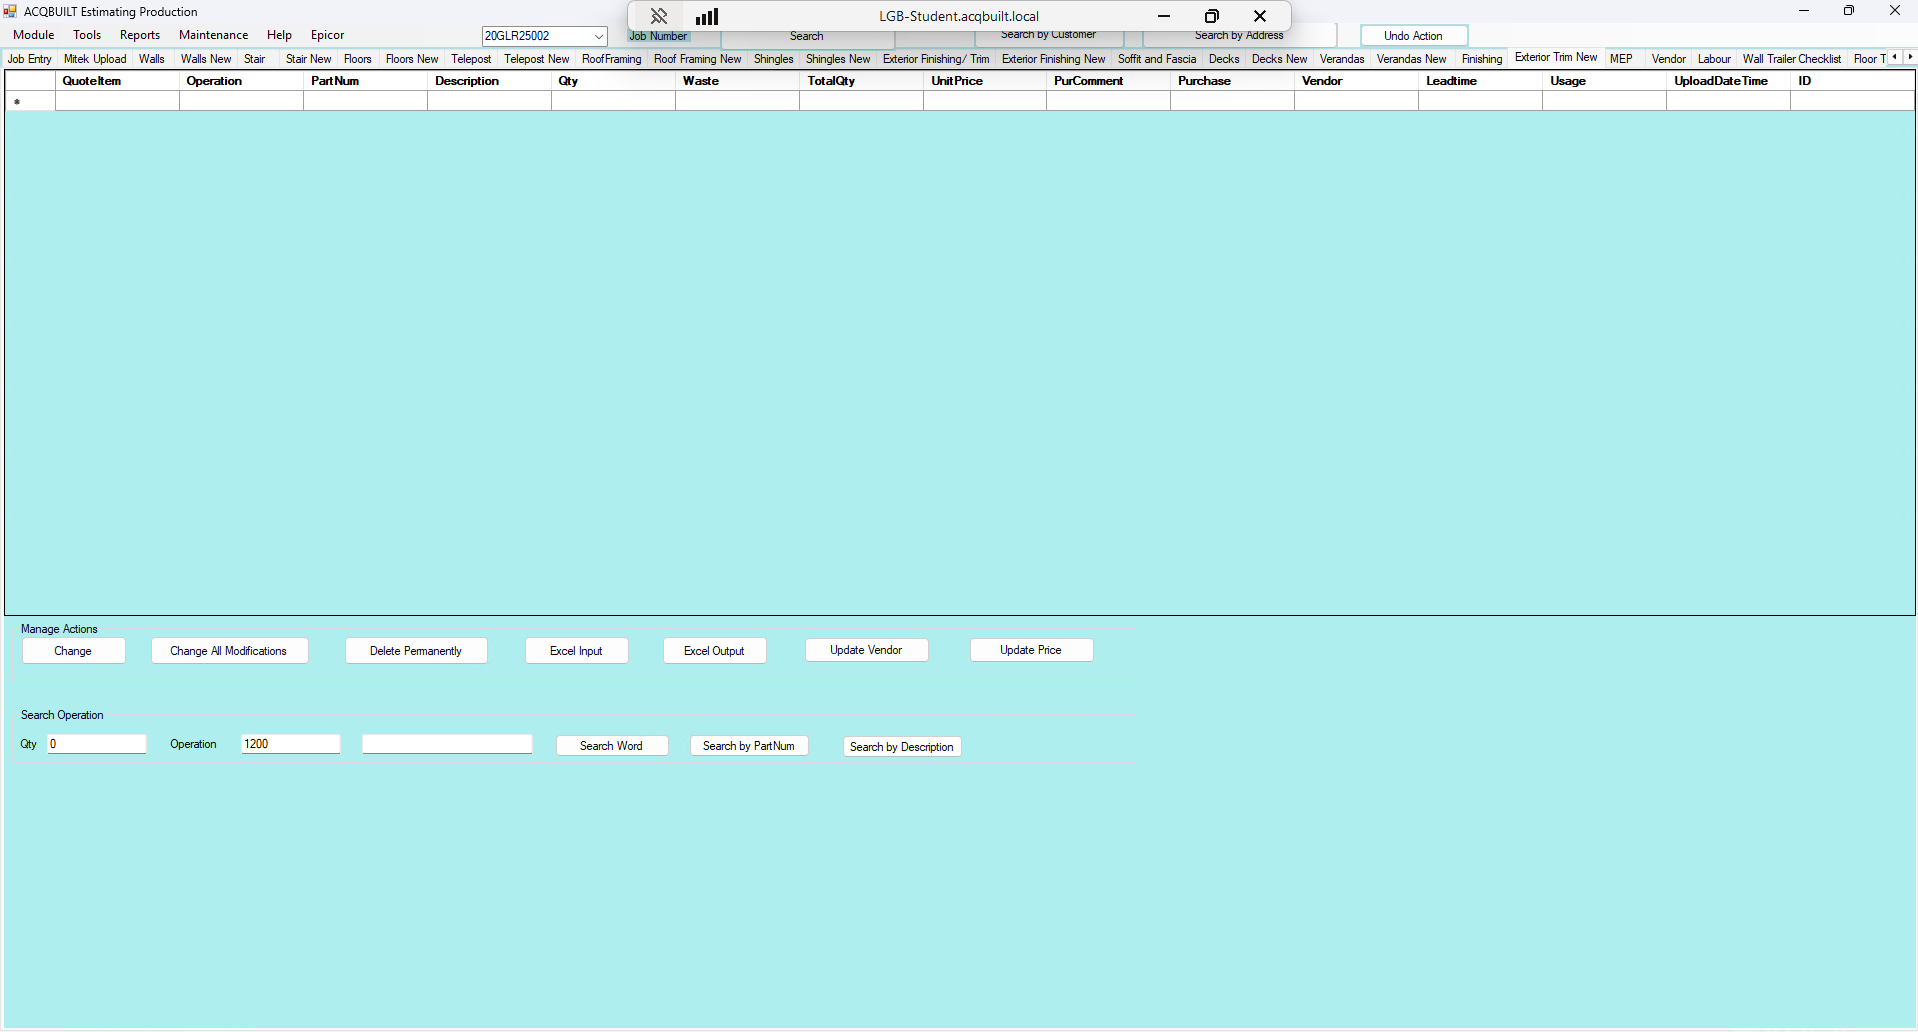 ACQBUILT Estimating Production
LGB-Student.acqbuilt.local
Module Tools Reports Maintenance Help Epicor 20GLR25002 Job Number Search Search by Customer Search by Address Undo Action
Job Entry Mitek Upload Walls Walls New Stair Stair New Floors Floors New Telepost Telepost New RoofFraming Roof Framing New Shingles Shingles New Exterior Finishing/ Trim Exterior Finishing New Soffit and Fascia Decks Decks New Verandas Verandas New Finishing Exterior Trim New MEP Vendor Labour Wall Trailer Checklist Floor T
QuoteItem Operation PartNum Description Qty Waste TotalQty UnitPrice PurComment Purchase Vendor Leadtime Usage UploadDateTime ID
*
Manage Actions
Change Change All Modifications Delete Permanently Excel Input Excel Output Update Vendor Update Price
Search Operation
Qty 0 Operation 1200 Search Word Search by PartNum Search by Description